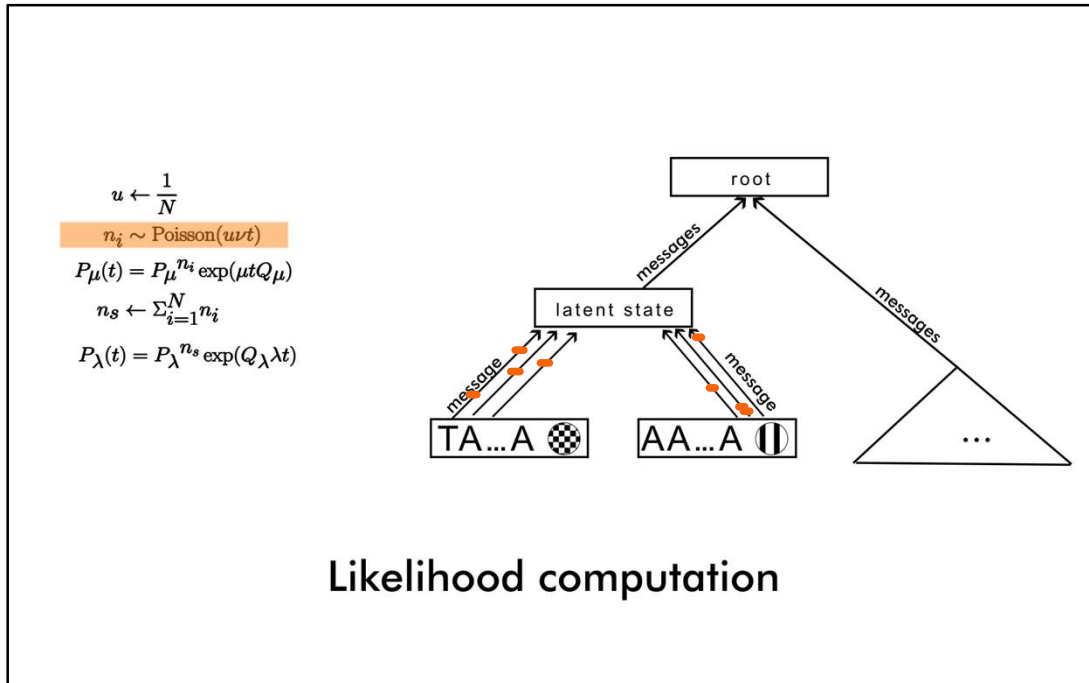 u ← 1/N
n_i ∼ Poisson(uνt)
P_μ(t) = P_μ^{n_i} exp(μtQ_μ)
n_s ← Σ_{i=1}^N n_i
P_λ(t) = P_λ^{n_s} exp(Q_λλt)
root
messages
messages
latent state
message
message
TA...A
AA...A
...
Likelihood computation